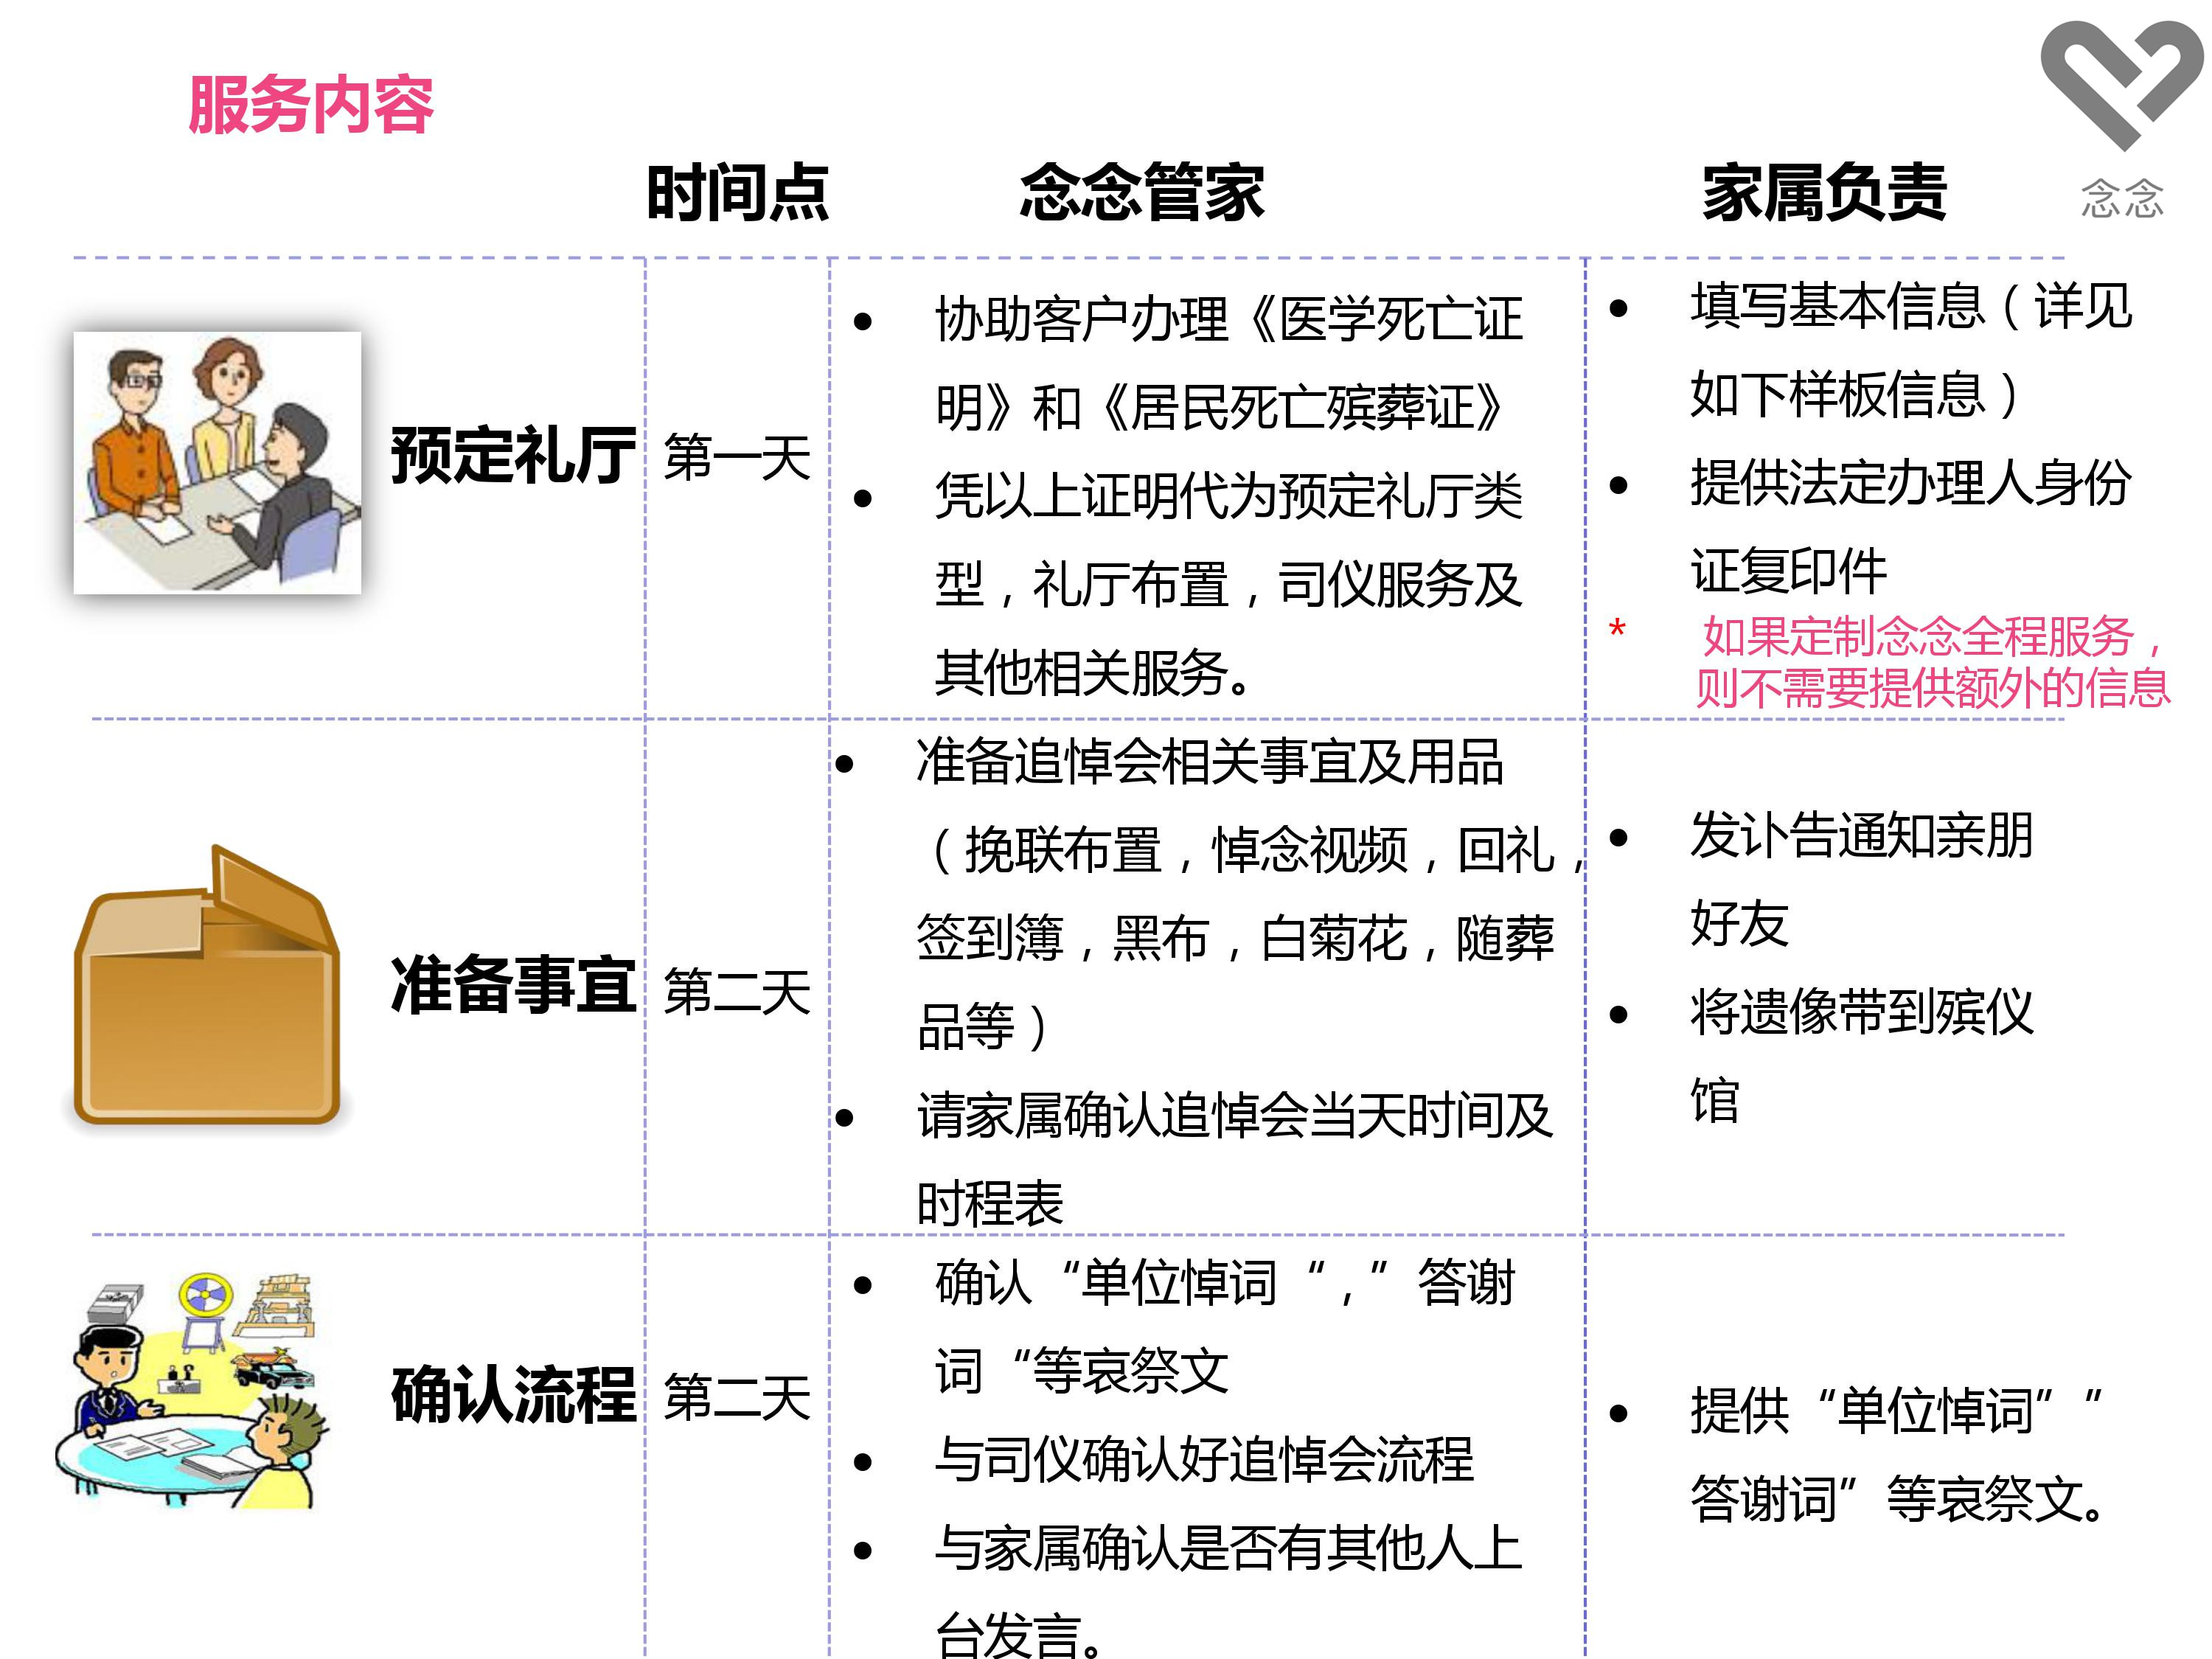 服务内容
念念
时间点
念念管家
家属负责
预定礼厅
第一天
• 协助客户办理《医学死亡证
明》和《居民死亡殡葬证》
• 凭以上证明代为预定礼厅类
型，礼厅布置，司仪服务及
其他相关服务。
• 填写基本信息（详见
如下样板信息）
• 提供法定办理人身份
证复印件
* 如果定制念念全程服务，
则不需要提供额外的信息
准备事宜
第二天
• 准备追悼会相关事宜及用品
（挽联布置，悼念视频，回礼，
签到簿，黑布，白菊花，随葬
品等）
• 请家属确认追悼会当天时间及
时程表
• 发讣告通知亲朋
好友
• 将遗像带到殡仪
馆
确认流程
第二天
• 确认“单位悼词“，”答谢
词“等哀祭文
• 与司仪确认好追悼会流程
• 与家属确认是否有其他人上
台发言。
• 提供“单位悼词””
答谢词”等哀祭文。